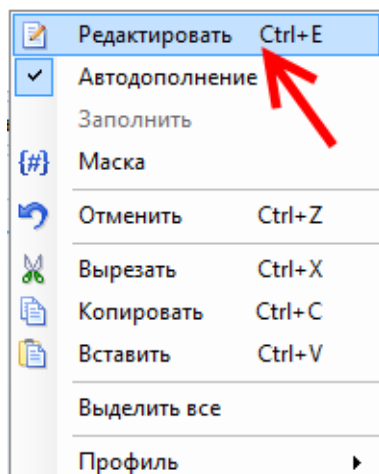 Редактировать Ctrl+E
Автодополнение
Заполнить
{#} Маска
Отменить Ctrl+Z
Вырезать Ctrl+X
Копировать Ctrl+C
Вставить Ctrl+V
Выделить все
Профиль